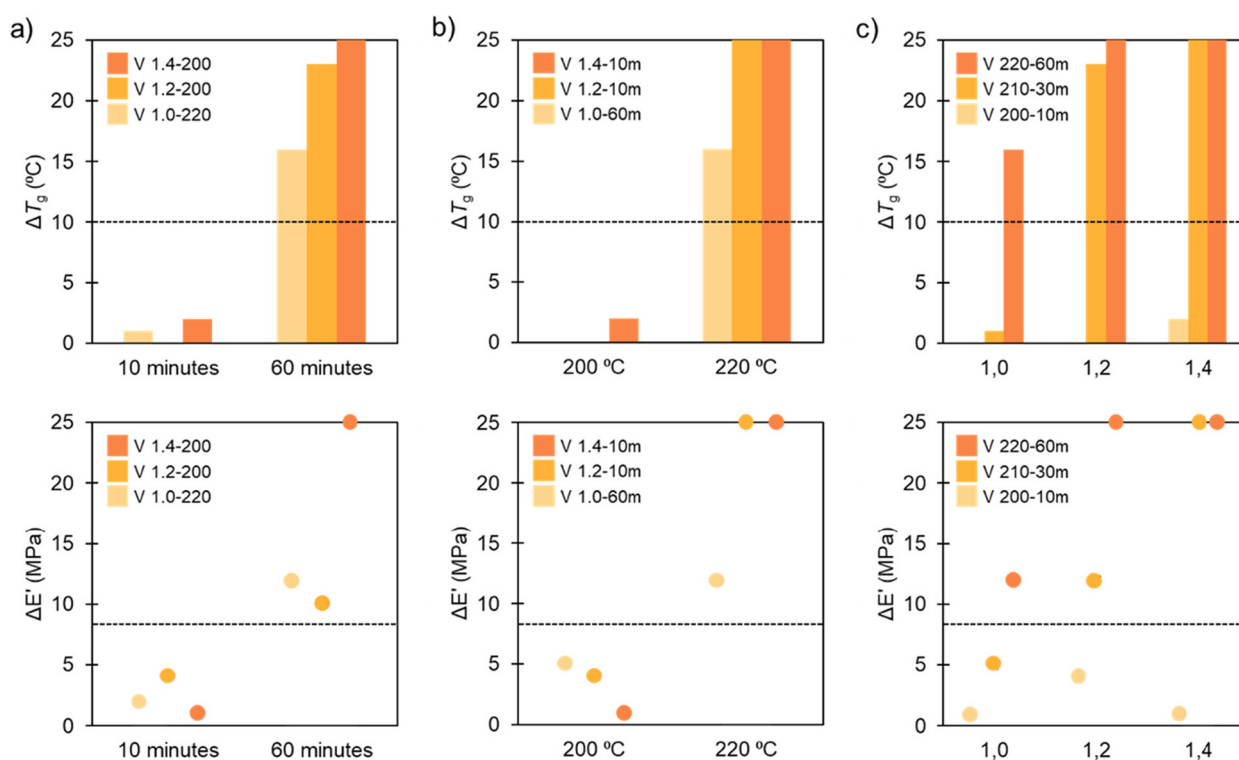 a)
25
20
15
10
5
0
ΔTg (ºC)
V 1.4-200
V 1.2-200
V 1.0-220
10 minutes 60 minutes
b)
25
20
15
10
5
0
ΔTg (ºC)
V 1.4-10m
V 1.2-10m
V 1.0-60m
200 ºC 220 ºC
c)
25
20
15
10
5
0
ΔTg (ºC)
V 220-60m
V 210-30m
V 200-10m
1,0 1,2 1,4
25
20
15
10
5
0
ΔE' (MPa)
V 1.4-200
V 1.2-200
V 1.0-220
10 minutes 60 minutes
25
20
15
10
5
0
ΔE' (MPa)
V 1.4-10m
V 1.2-10m
V 1.0-60m
200 ºC 220 ºC
25
20
15
10
5
0
ΔE' (MPa)
V 220-60m
V 210-30m
V 200-10m
1,0 1,2 1,4